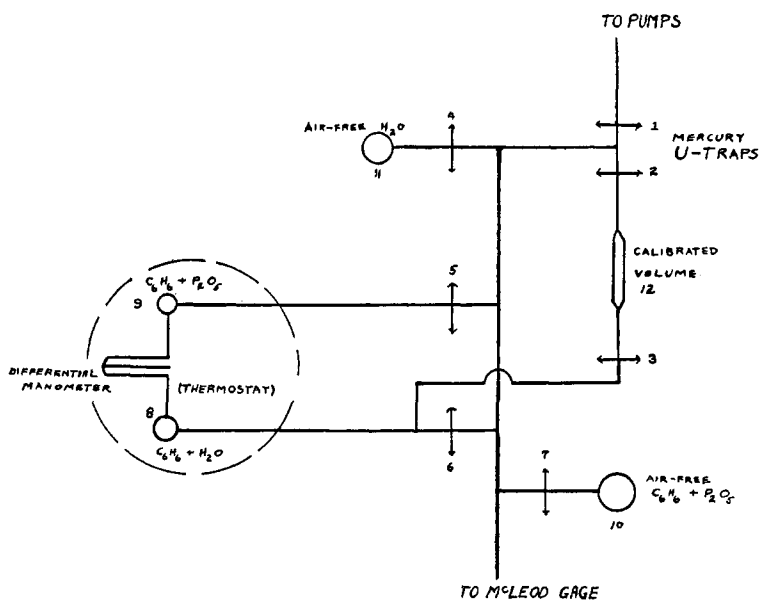 TO PUMPS
1
MERCURY
U-TRAPS
2
4
AIR-FREE H2O
11
CALIBRATED
VOLUME
12
3
5
C6H6 + P2O5
9
DIFFERENTIAL
MANOMETER
(THERMOSTAT)
8
C6H6 + H2O
6
7
AIR-FREE
C6H6 + P2O5
10
TO McLEOD GAGE